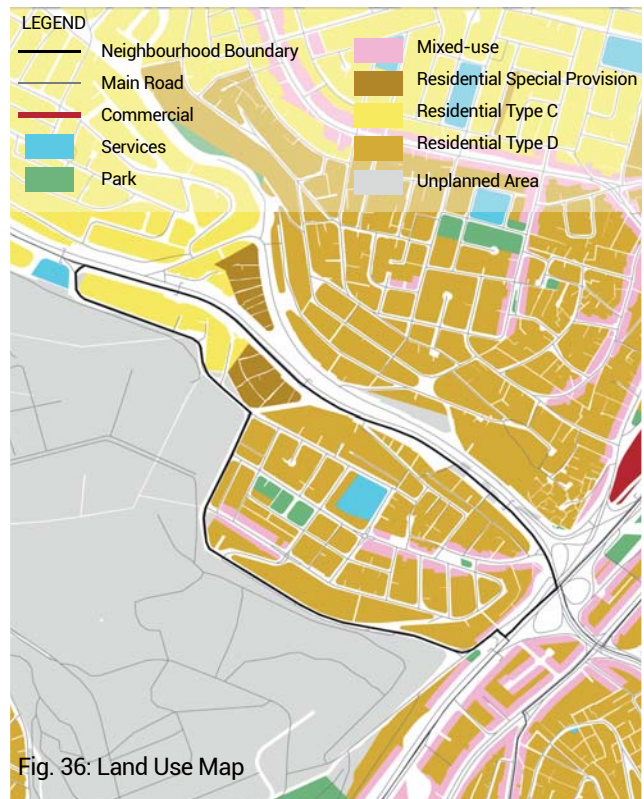 LEGEND
Neighbourhood Boundary
Main Road
Commercial
Services
Park
Mixed-use
Residential Special Provision
Residential Type C
Residential Type D
Unplanned Area
Fig. 36: Land Use Map